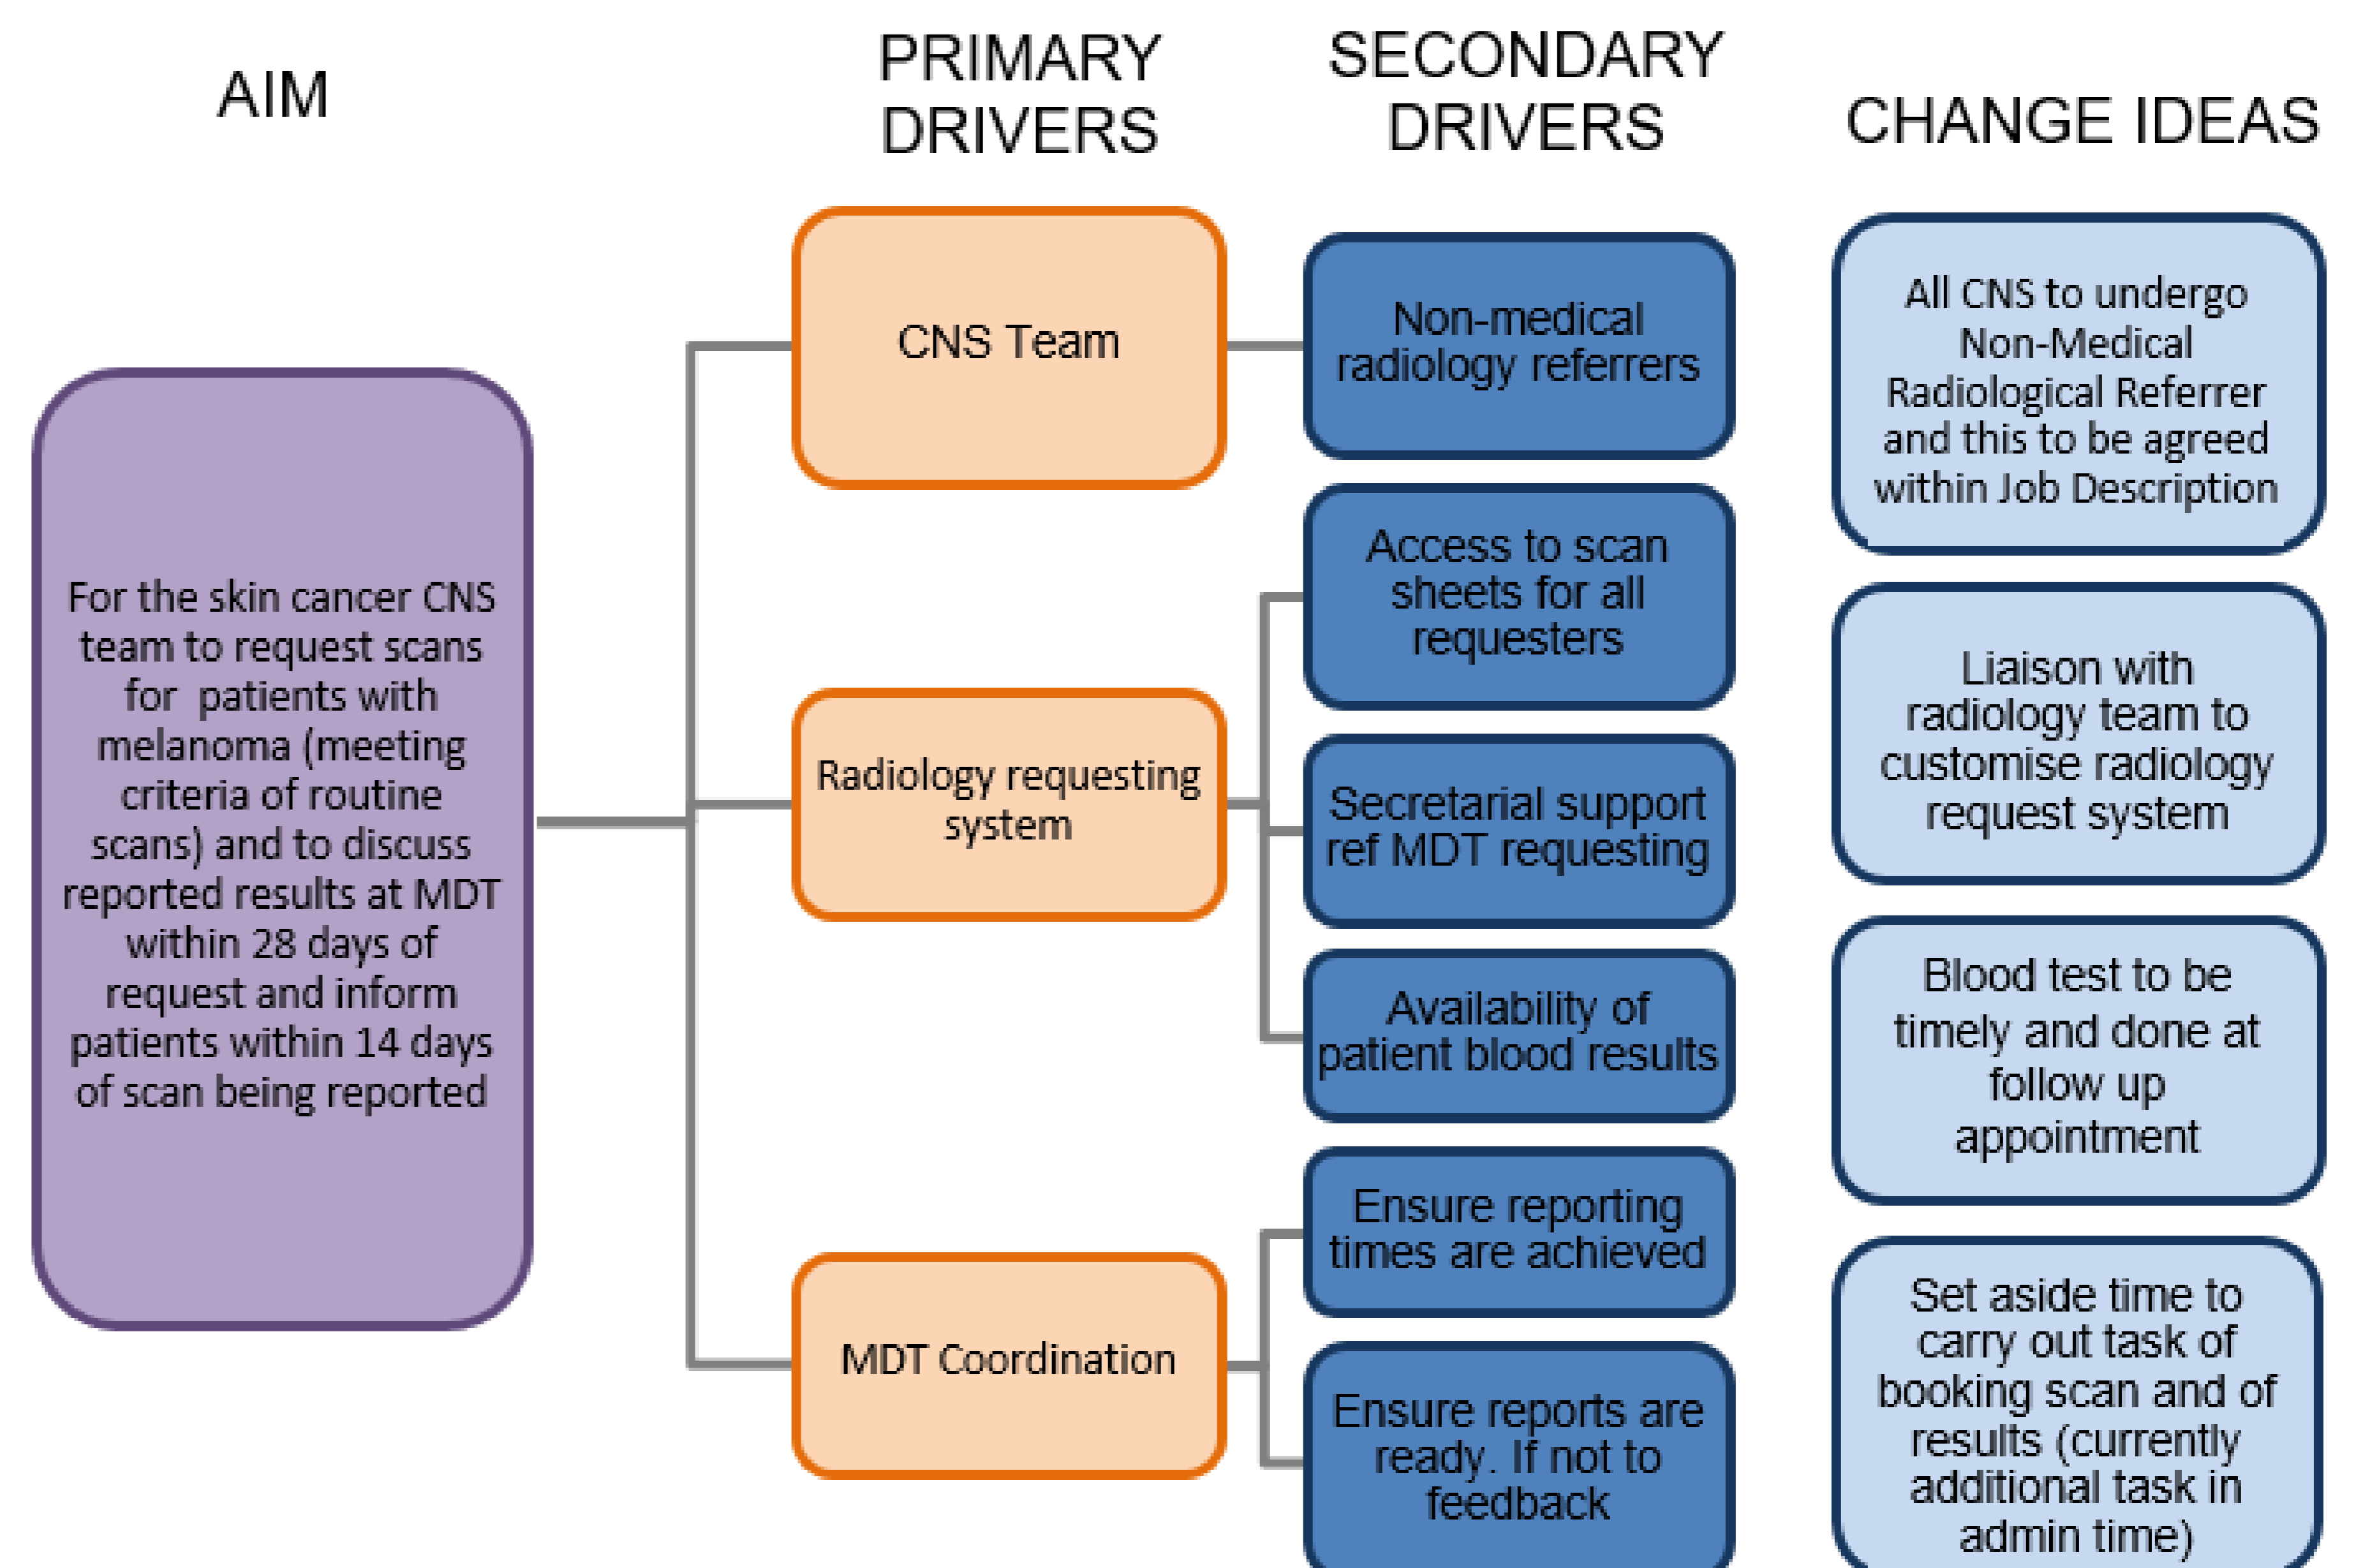 AIM
PRIMARY
DRIVERS
SECONDARY
DRIVERS
CHANGE IDEAS
For the skin cancer CNS
team to request scans
for  patients with
melanoma (meeting
criteria of routine
scans) and to discuss
reported results at MDT
within 28 days of
request and inform
patients within 14 days
of scan being reported
CNS Team
Radiology requesting
system
MDT Coordination
Non-medical
radiology referrers
Access to scan
sheets for all
requesters
Secretarial support
ref MDT requesting
Availability of
patient blood results
Ensure reporting
times are achieved
Ensure reports are
ready. If not to
feedback
All CNS to undergo
Non-Medical
Radiological Referrer
and this to be agreed
within Job Description
Liaison with
radiology team to
customise radiology
request system
Blood test to be
timely and done at
follow up
appointment
Set aside time to
carry out task of
booking scan and of
results (currently
additional task in
admin time)